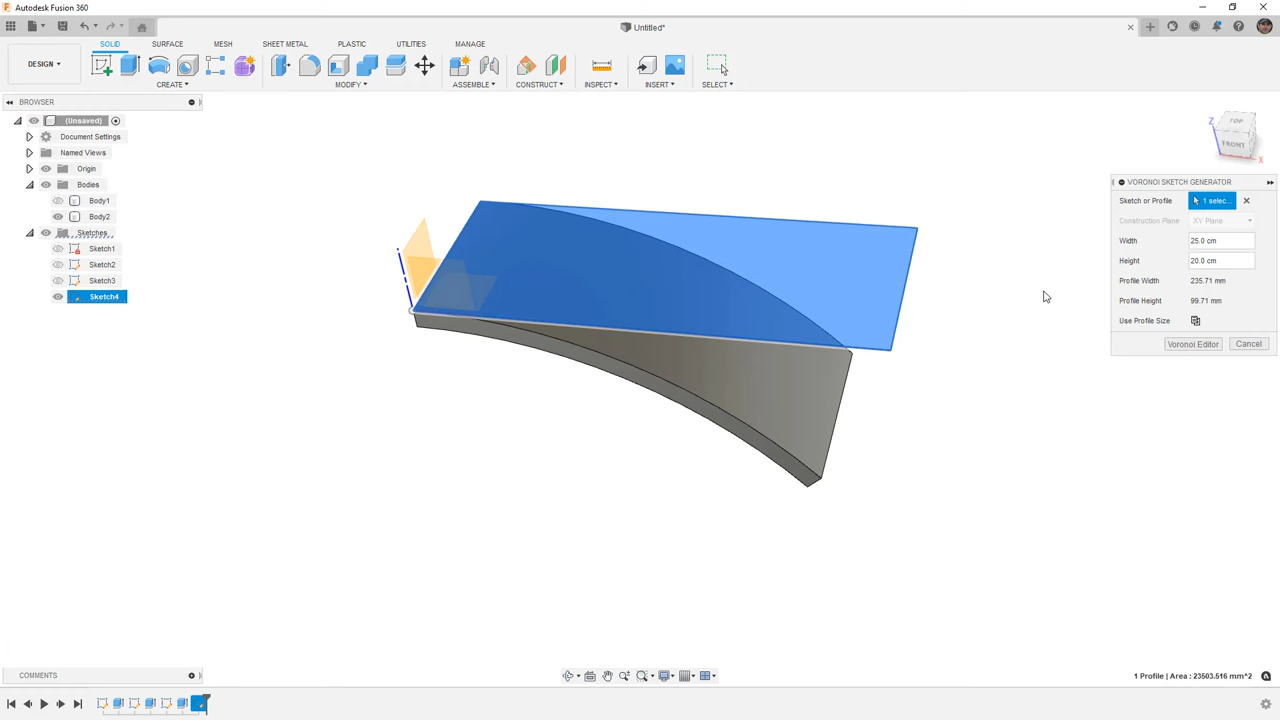 Autodesk Fusion 360
Untitled*
DESIGN
SOLID SURFACE MESH SHEET METAL PLASTIC UTILITIES MANAGE
CREATE MODIFY ASSEMBLE CONSTRUCT INSPECT INSERT SELECT
BROWSER
(Unsaved)
Document Settings
Named Views
Origin
Bodies
Body1
Body2
Sketches
Sketch1
Sketch2
Sketch3
Sketch4
Z
TOP
FRONT
X
VORONOI SKETCH GENERATOR
Sketch or Profile 1 selec...
Construction Plane XY Plane
Width 25.0 cm
Height 20.0 cm
Profile Width 235.71 mm
Profile Height 99.71 mm
Use Profile Size
Voronoi Editor Cancel
COMMENTS
1 Profile | Area : 23503.516 mm^2